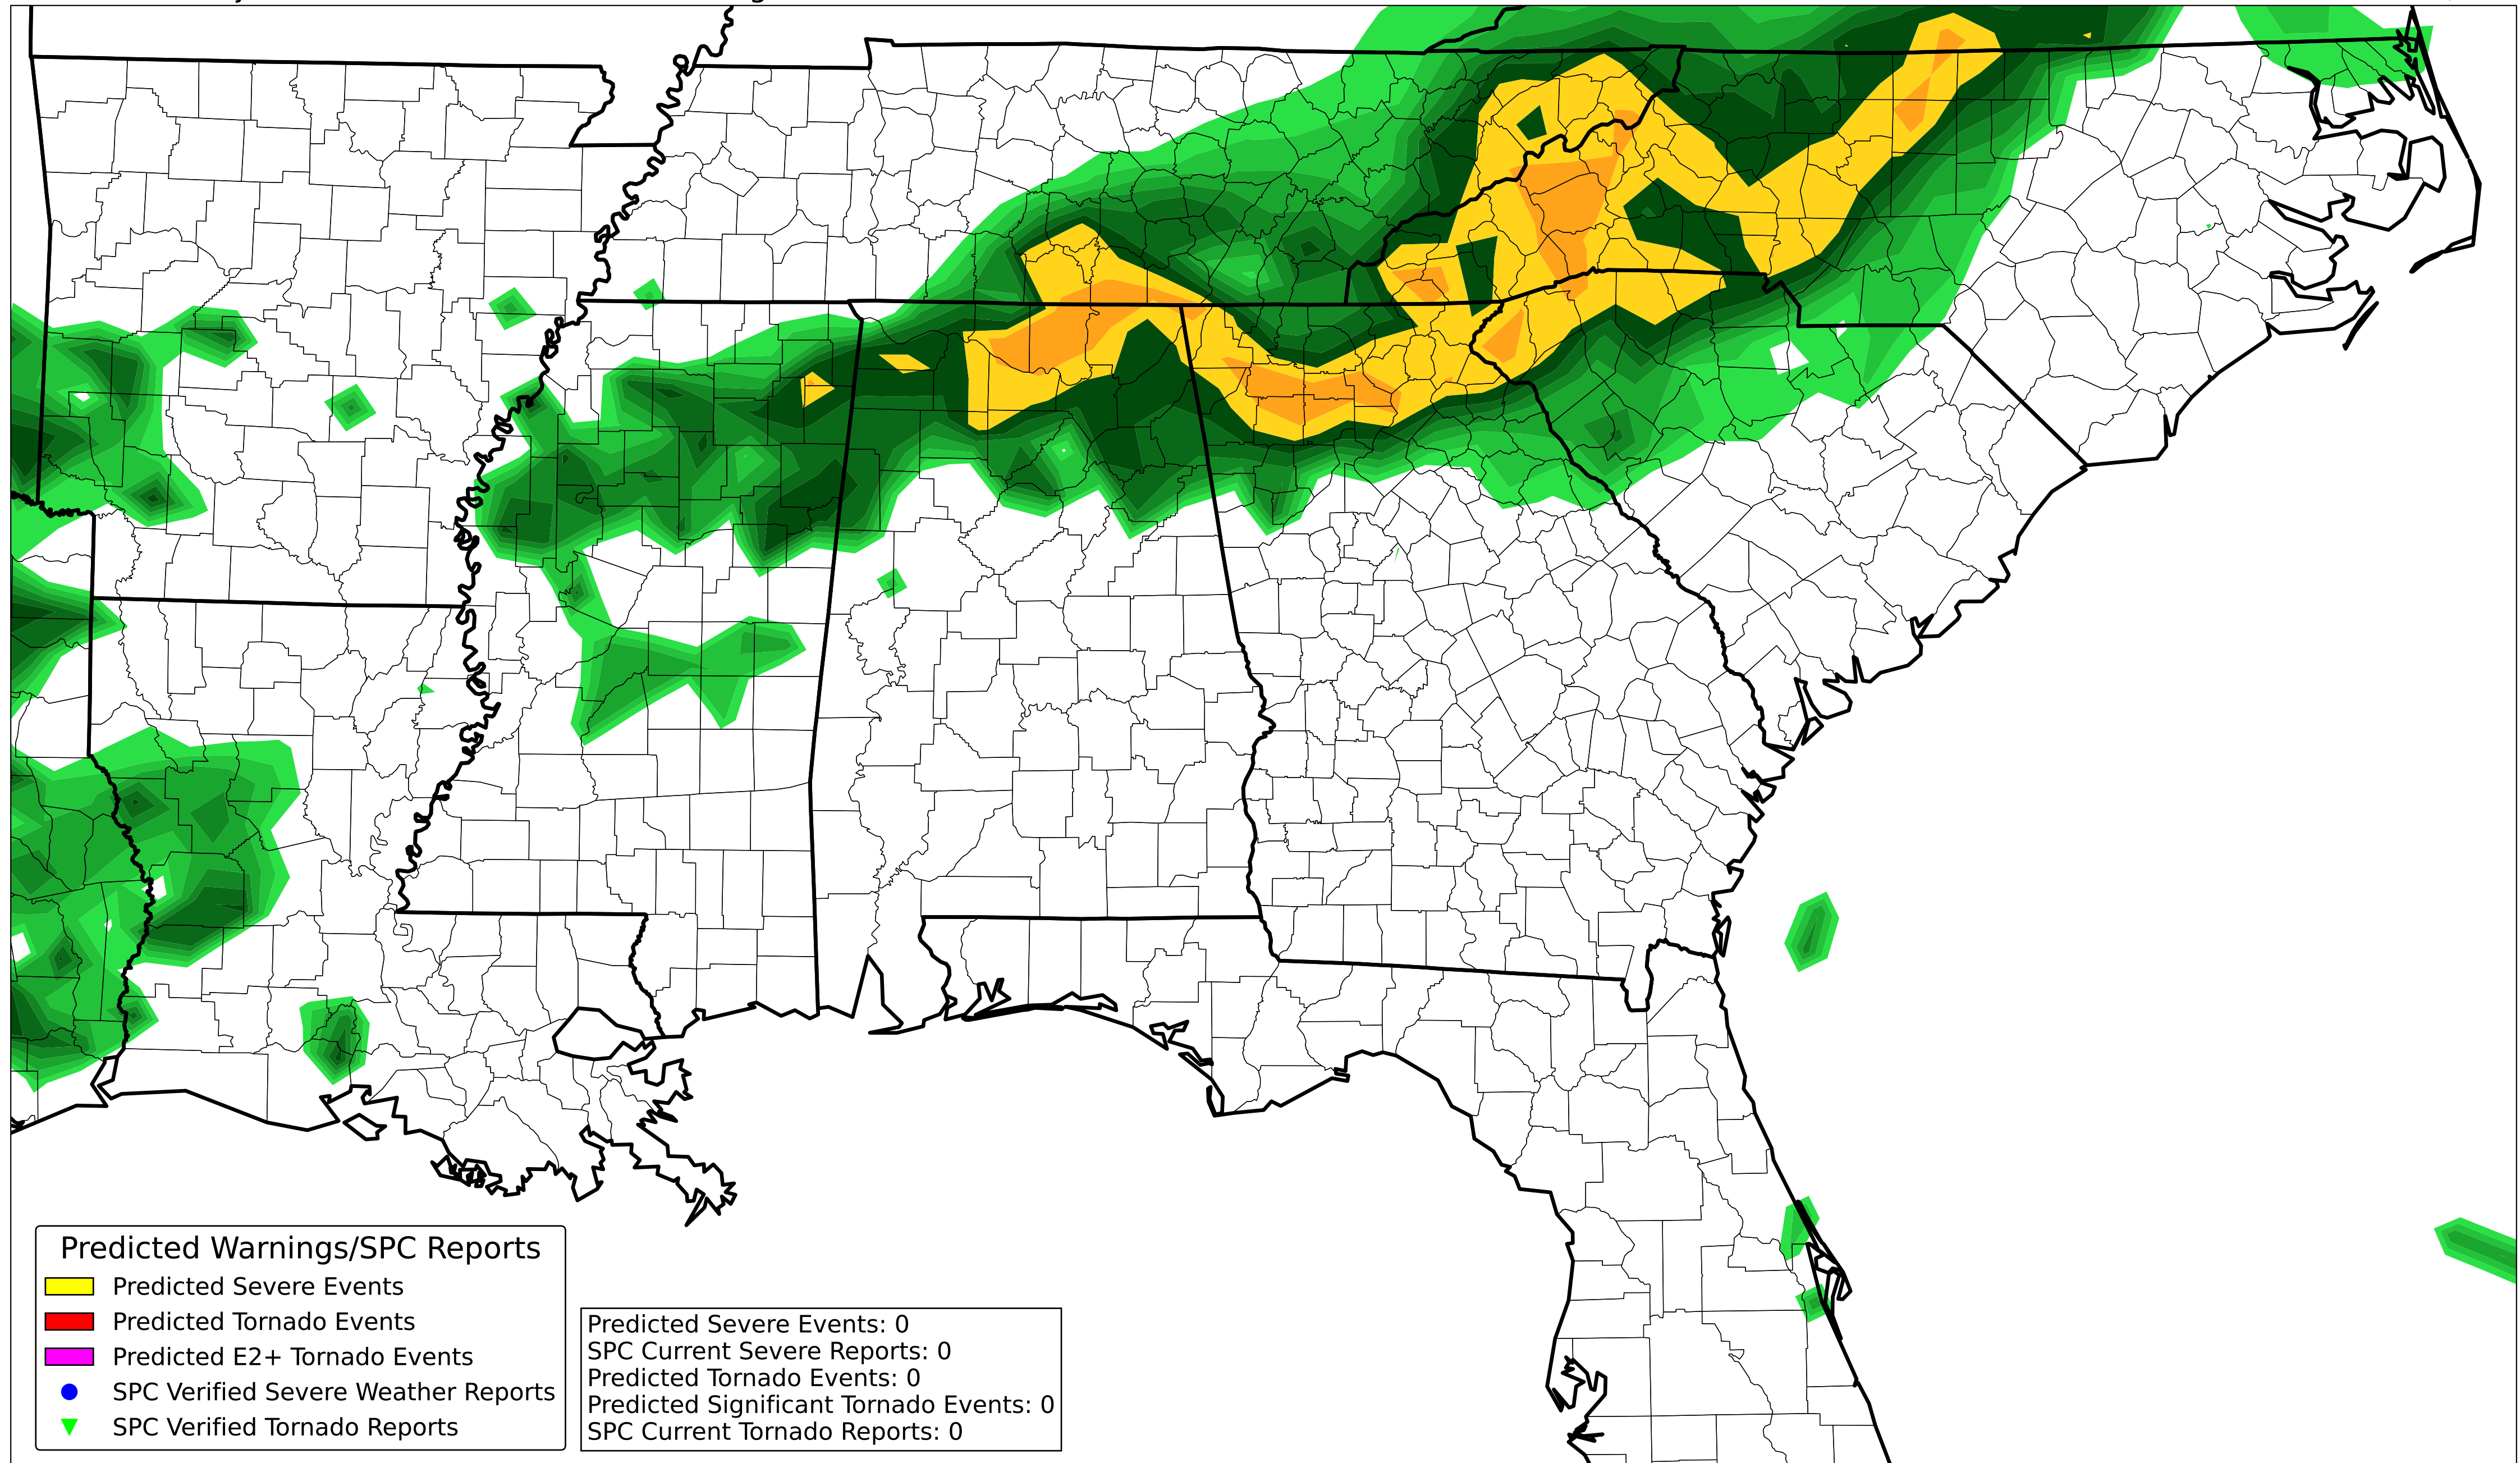 Predicted Warnings/SPC Reports
Predicted Severe Events
Predicted Tornado Events
Predicted E2+ Tornado Events
SPC Verified Severe Weather Reports
SPC Verified Tornado Reports
Predicted Severe Events: 0
SPC Current Severe Reports: 0
Predicted Tornado Events: 0
Predicted Significant Tornado Events: 0
SPC Current Tornado Reports: 0